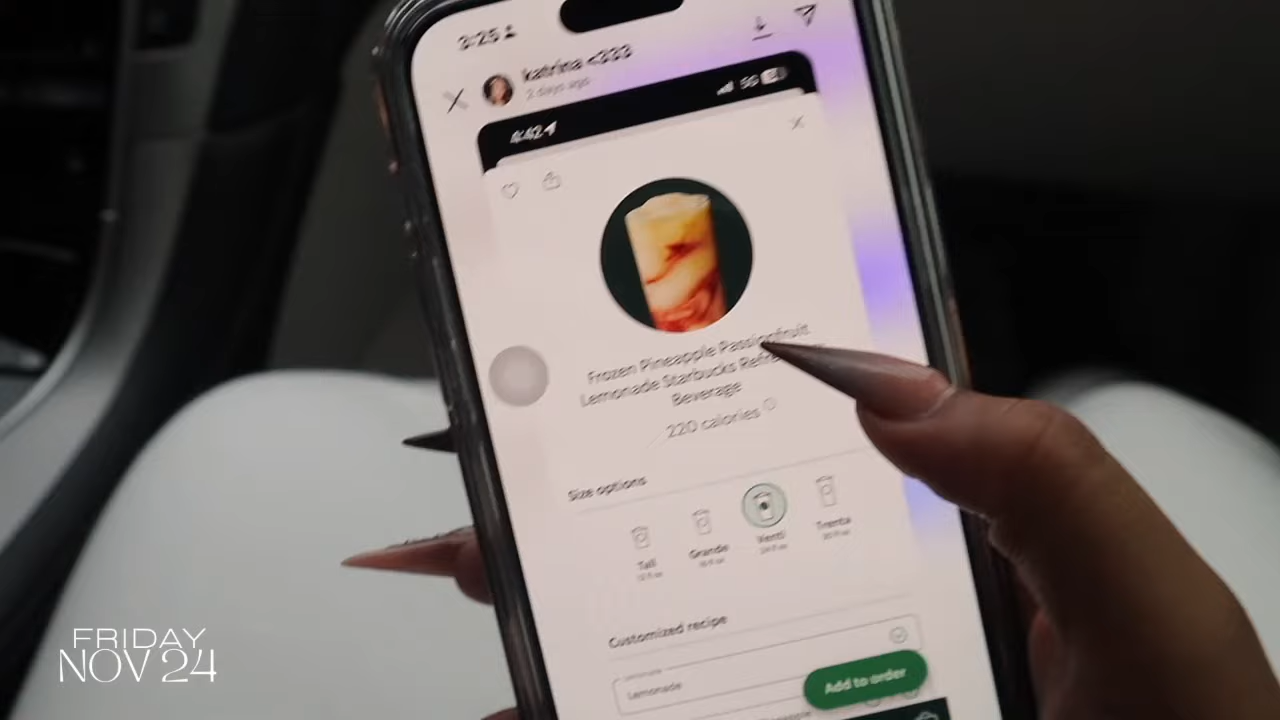 3:25
katrina <333
2 days ago
4:42
5G
Frozen Pineapple Passionfruit
Lemonade Starbucks
Beverage
220 calories
Size options
Tall
Grande
Venti
Trenta
Customized recipe
Lemonade
Add to order
FRIDAY
NOV 24